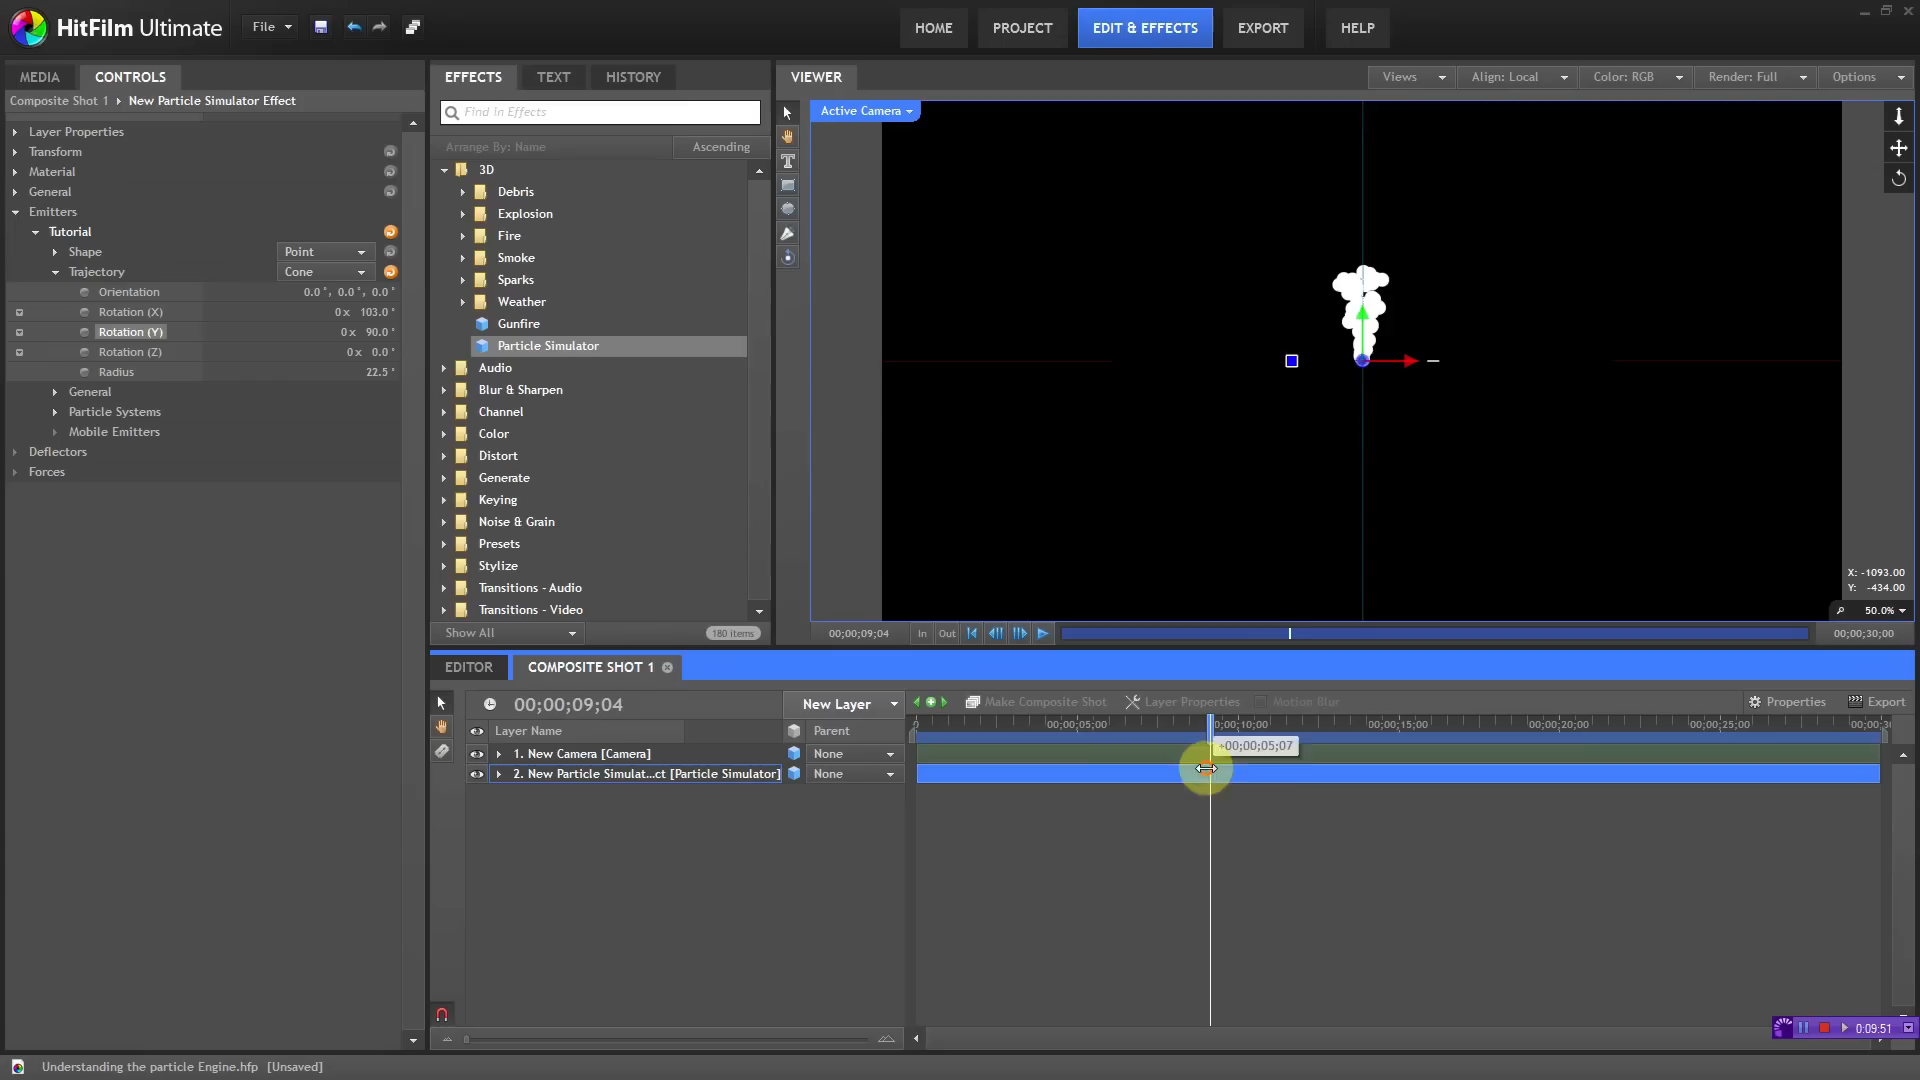 HitFilm Ultimate
File
HOME
PROJECT
EDIT & EFFECTS
EXPORT
HELP
MEDIA
CONTROLS
Composite Shot 1 New Particle Simulator Effect
Layer Properties
Transform
Material
General
Emitters
Tutorial
Shape Point
Trajectory Cone
Orientation 0.0°, 0.0°, 0.0°
Rotation (X) 0 x 103.0°
Rotation (Y) 0 x 90.0°
Rotation (Z) 0 x 0.0°
Radius 22.5°
General
Particle Systems
Mobile Emitters
Deflectors
Forces
EFFECTS
TEXT
HISTORY
Find in Effects
Arrange By: Name
Ascending
3D
Debris
Explosion
Fire
Smoke
Sparks
Weather
Gunfire
Particle Simulator
Audio
Blur & Sharpen
Channel
Color
Distort
Generate
Keying
Noise & Grain
Presets
Stylize
Transitions - Audio
Transitions - Video
Show All
180 items
VIEWER
Views
Align: Local
Color: RGB
Render: Full
Options
Active Camera
X: -1093.00
Y: -434.00
50.0%
00;00;09;04
In
Out
00;00;30;00
EDITOR
COMPOSITE SHOT 1
00;00;09;04
New Layer
Make Composite Shot
Layer Properties
Motion Blur
Properties
Export
Layer Name
Parent
0
00;00;05;00
00;00;10;00
00;00;15;00
00;00;20;00
00;00;25;00
+00;00;05;07
1. New Camera [Camera] None
2. New Particle Simulat...ct [Particle Simulator] None
0:09:51
Understanding the particle Engine.hfp [Unsaved]